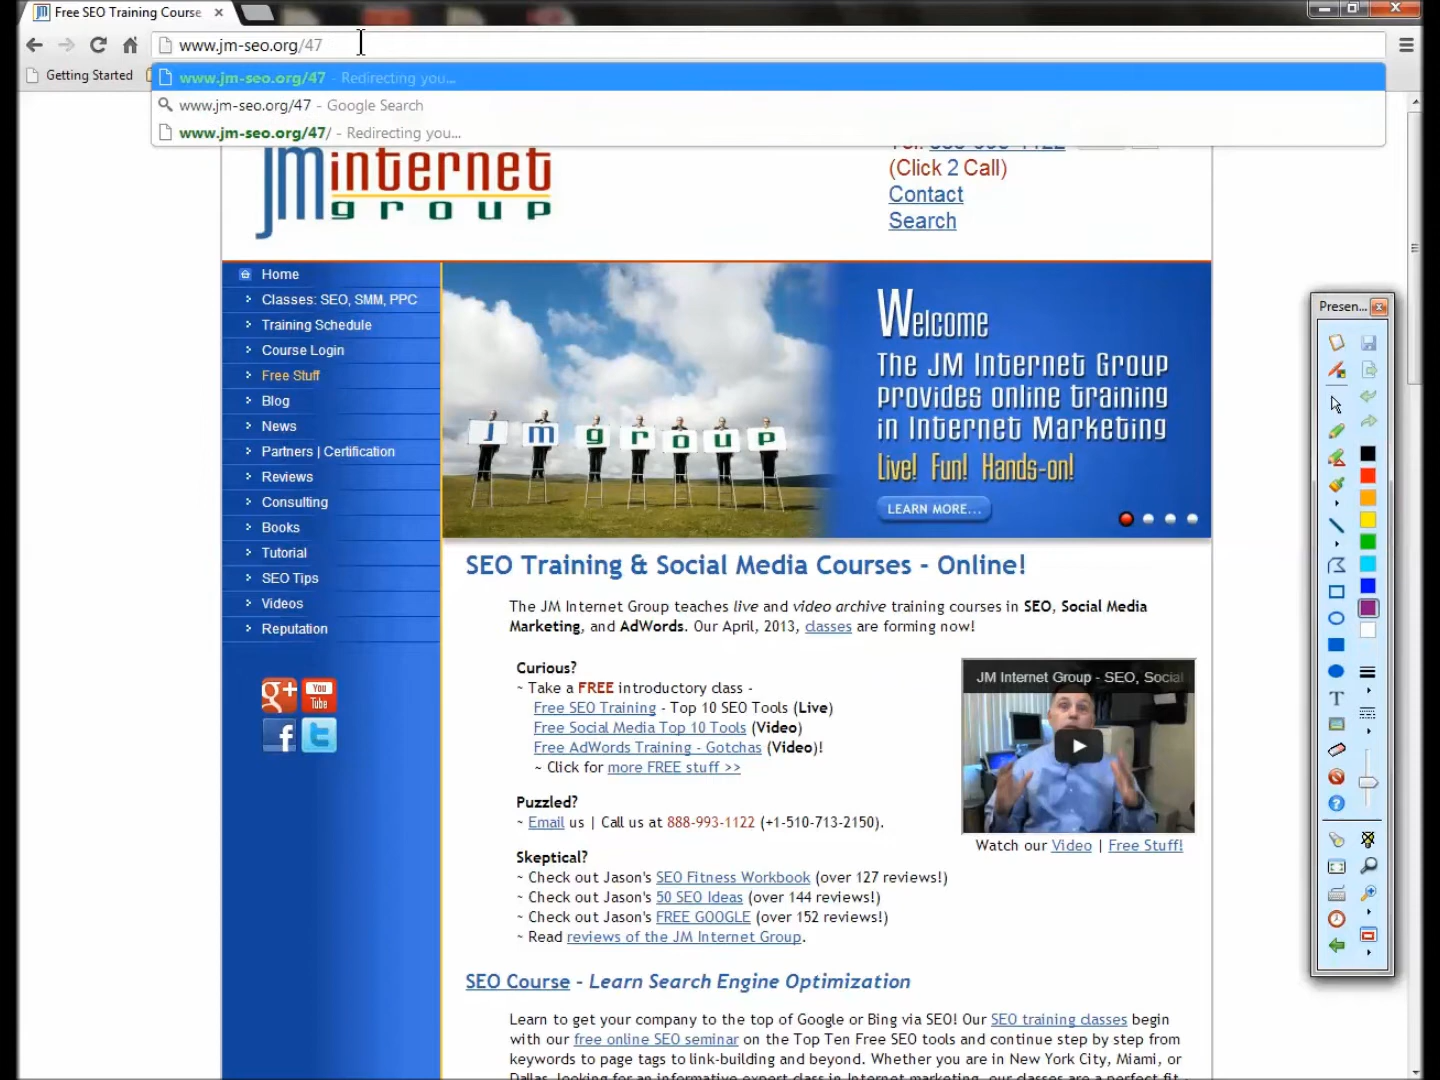 Free SEO Training Course
www.jm-seo.org/47
Getting Started
www.jm-seo.org/47 - Redirecting you...
www.jm-seo.org/47 - Google Search
www.jm-seo.org/47/ - Redirecting you...
JM internet
group
(Click 2 Call)
Contact
Search
Home
Classes: SEO, SMM, PPC
Training Schedule
Course Login
Free Stuff
Blog
News
Partners | Certification
Reviews
Consulting
Books
Tutorial
SEO Tips
Videos
Reputation
g+
You
Tube
f
t
j m g r o u p
Welcome
The JM Internet Group
provides online training
in Internet Marketing
Live! Fun! Hands-on!
LEARN MORE...
SEO Training & Social Media Courses - Online!
The JM Internet Group teaches live and video archive training courses in SEO, Social Media
Marketing, and AdWords. Our April, 2013, classes are forming now!
Curious?
~ Take a FREE introductory class -
Free SEO Training - Top 10 SEO Tools (Live)
Free Social Media Top 10 Tools (Video)
Free AdWords Training - Gotchas (Video)!
~ Click for more FREE stuff >>
Puzzled?
~ Email us | Call us at 888-993-1122 (+1-510-713-2150).
Skeptical?
~ Check out Jason's SEO Fitness Workbook (over 127 reviews!)
~ Check out Jason's 50 SEO Ideas (over 144 reviews!)
~ Check out Jason's FREE GOOGLE (over 152 reviews!)
~ Read reviews of the JM Internet Group.
JM Internet Group - SEO, Social
Watch our Video | Free Stuff!
SEO Course - Learn Search Engine Optimization
Learn to get your company to the top of Google or Bing via SEO! Our SEO training classes begin
with our free online SEO seminar on the Top Ten Free SEO tools and continue step by step from
keywords to page tags to link-building and beyond. Whether you are in New York City, Miami, or
Dallas, looking for an informative expert class in Internet marketing, our classes are a perfect fit -
Presen...
T